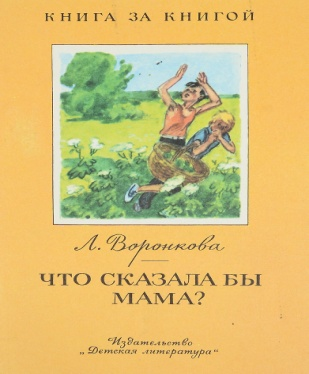 КНИГА ЗА КНИГОЙ
Л. Воронкова
ЧТО СКАЗАЛА БЫ
МАМА?
Издательство
„Детская литература“